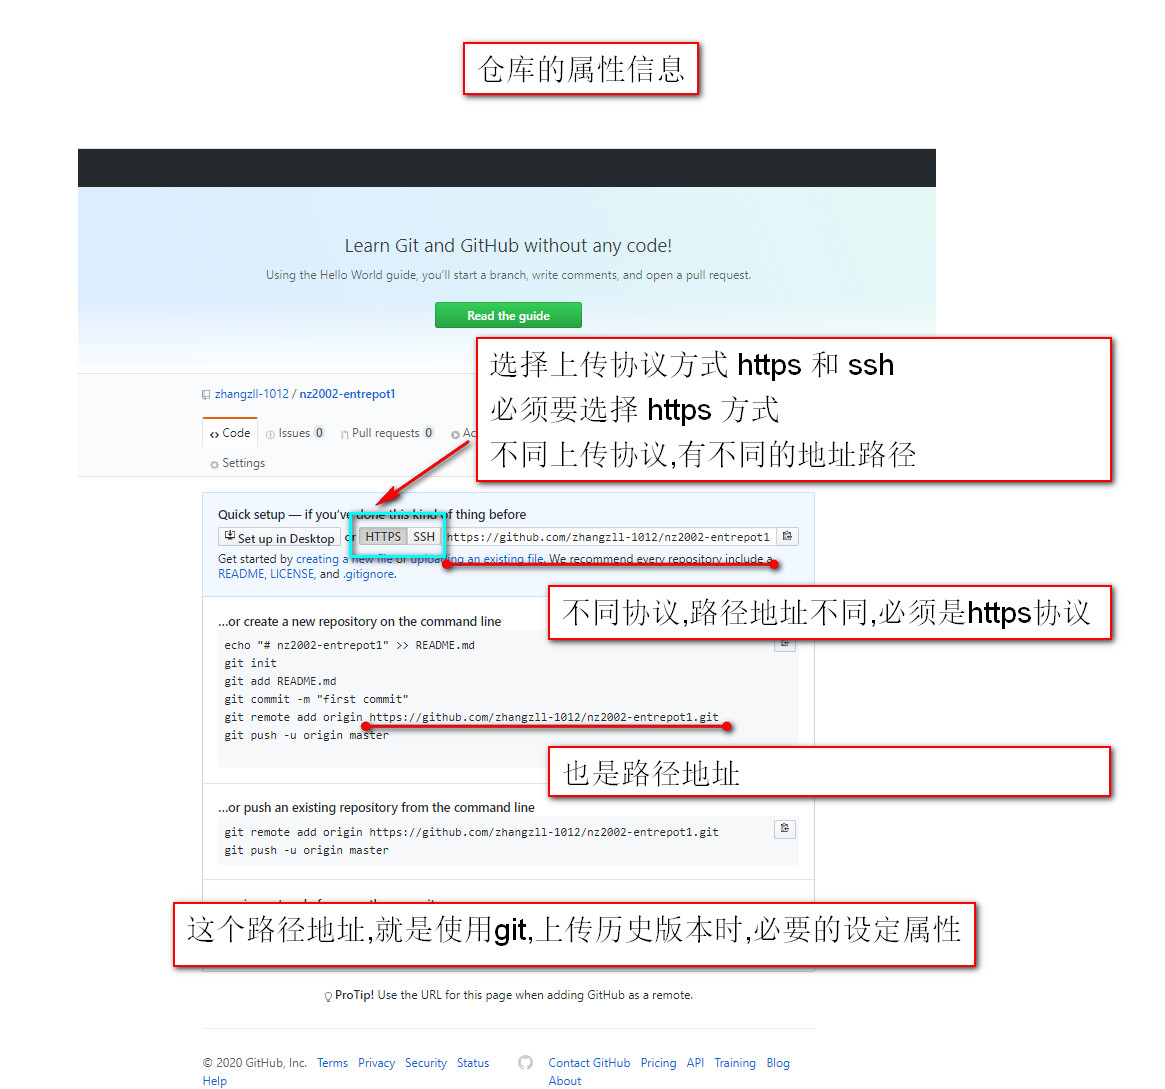 仓库的属性信息
Learn Git and GitHub without any code!
Using the Hello World guide, you'll start a branch, write comments, and open a pull request.
Read the guide
选择上传协议方式 https 和 ssh
必须要选择 https 方式
不同上传协议,有不同的地址路径
zhangzll-1012 / nz2002-entrepot1
Code Issues 0 Pull requests 0
Settings
Quick setup — if you've done this kind of thing before
Set up in Desktop or HTTPS SSH https://github.com/zhangzll-1012/nz2002-entrepot1
Get started by creating a new file or uploading an existing file. We recommend every repository include a
README, LICENSE, and .gitignore.
不同协议,路径地址不同,必须是https协议
...or create a new repository on the command line
echo "# nz2002-entrepot1" >> README.md
git init
git add README.md
git commit -m "first commit"
git remote add origin https://github.com/zhangzll-1012/nz2002-entrepot1.git
git push -u origin master
也是路径地址
...or push an existing repository from the command line
git remote add origin https://github.com/zhangzll-1012/nz2002-entrepot1.git
git push -u origin master
这个路径地址,就是使用git,上传历史版本时,必要的设定属性
ProTip! Use the URL for this page when adding GitHub as a remote.
© 2020 GitHub, Inc. Terms Privacy Security Status Contact GitHub Pricing API Training Blog
Help About